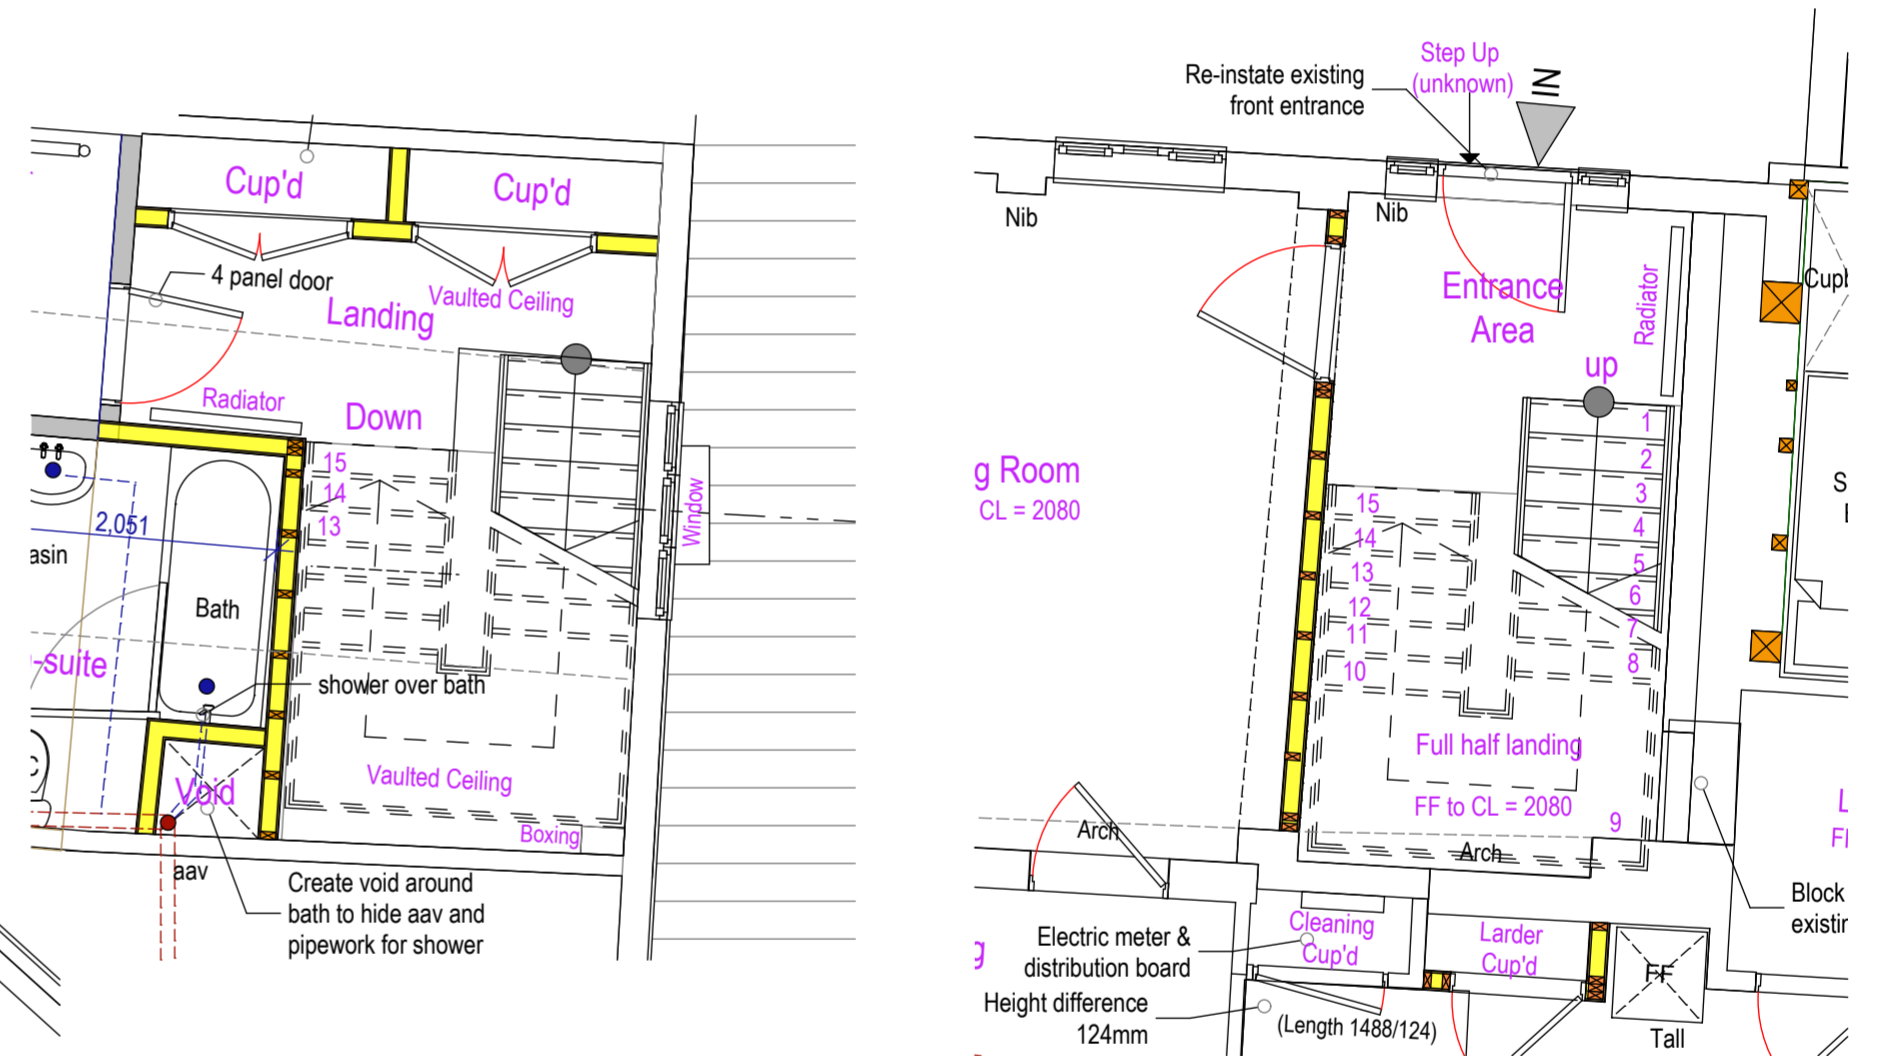 Cup'd
Cup'd
4 panel door
Landing
Vaulted Ceiling
Radiator
Down
15
14
13
2,051
asin
Bath
-suite
shower over bath
Window
Void
Vaulted Ceiling
Boxing
aav
Create void around
bath to hide aav and
pipework for shower
Step Up
(unknown)
IN
Re-instate existing
front entrance
Nib
Nib
Entrance
Area
Radiator
up
g Room
CL = 2080
1
2
3
4
5
6
7
8
15
14
13
12
11
10
Full half landing
FF to CL = 2080
9
Arch
Arch
Cleaning
Cup'd
Larder
Cup'd
Electric meter &
distribution board
Height difference
124mm
(Length 1488/124)
FF
Tall
Block
existin
Cup
S
L
g